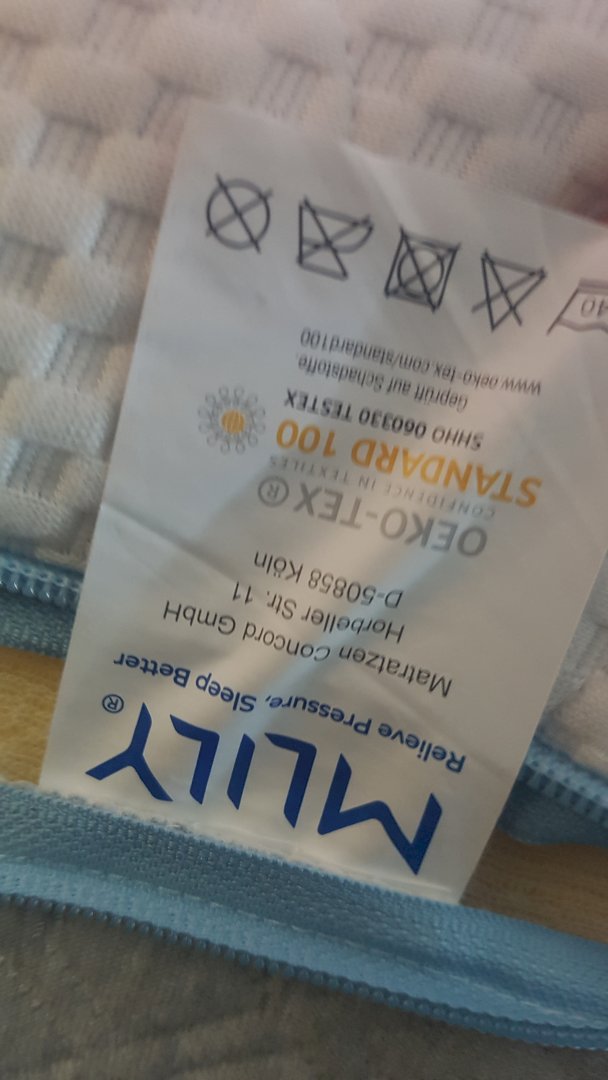 MLILY®
Relieve Pressure, Sleep Better
Matratzen Concord GmbH
Horbeller Str. 11
D-50858 Köln
OEKO-TEX®
CONFIDENCE IN TEXTILES
STANDARD 100
SHHO 060330 TESTEX
Geprüft auf Schadstoffe.
www.oeko-tex.com/standard100
40